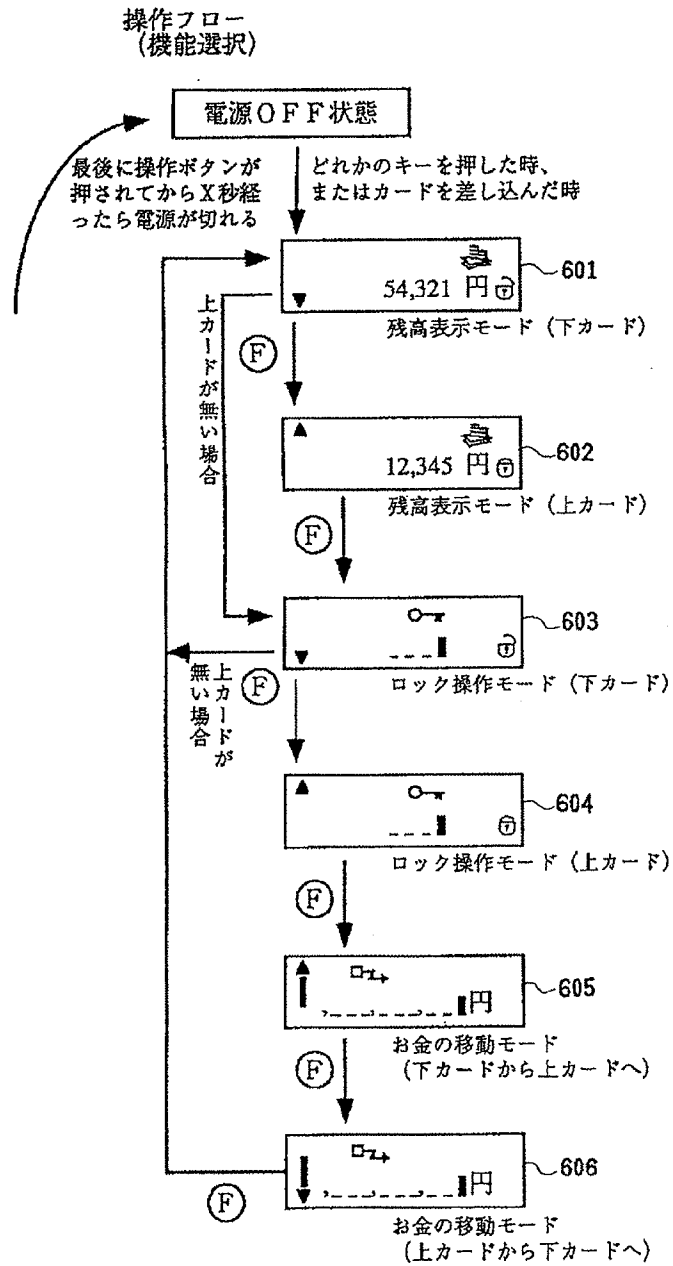 操作フロー
(機能選択)
電源OFF状態
最後に操作ボタンが
押されてからX秒経
ったら電源が切れる
どれかのキーを押した時、
またはカードを差し込んだ時
54,321 円
601
残高表示モード (下カード)
上カードが無い場合
F
12,345 円
602
残高表示モード (上カード)
F
603
ロック操作モード (下カード)
上カードが
無い場合
F
604
ロック操作モード (上カード)
F
円
605
お金の移動モード
(下カードから上カードへ)
F
円
606
お金の移動モード
(上カードから下カードへ)
F